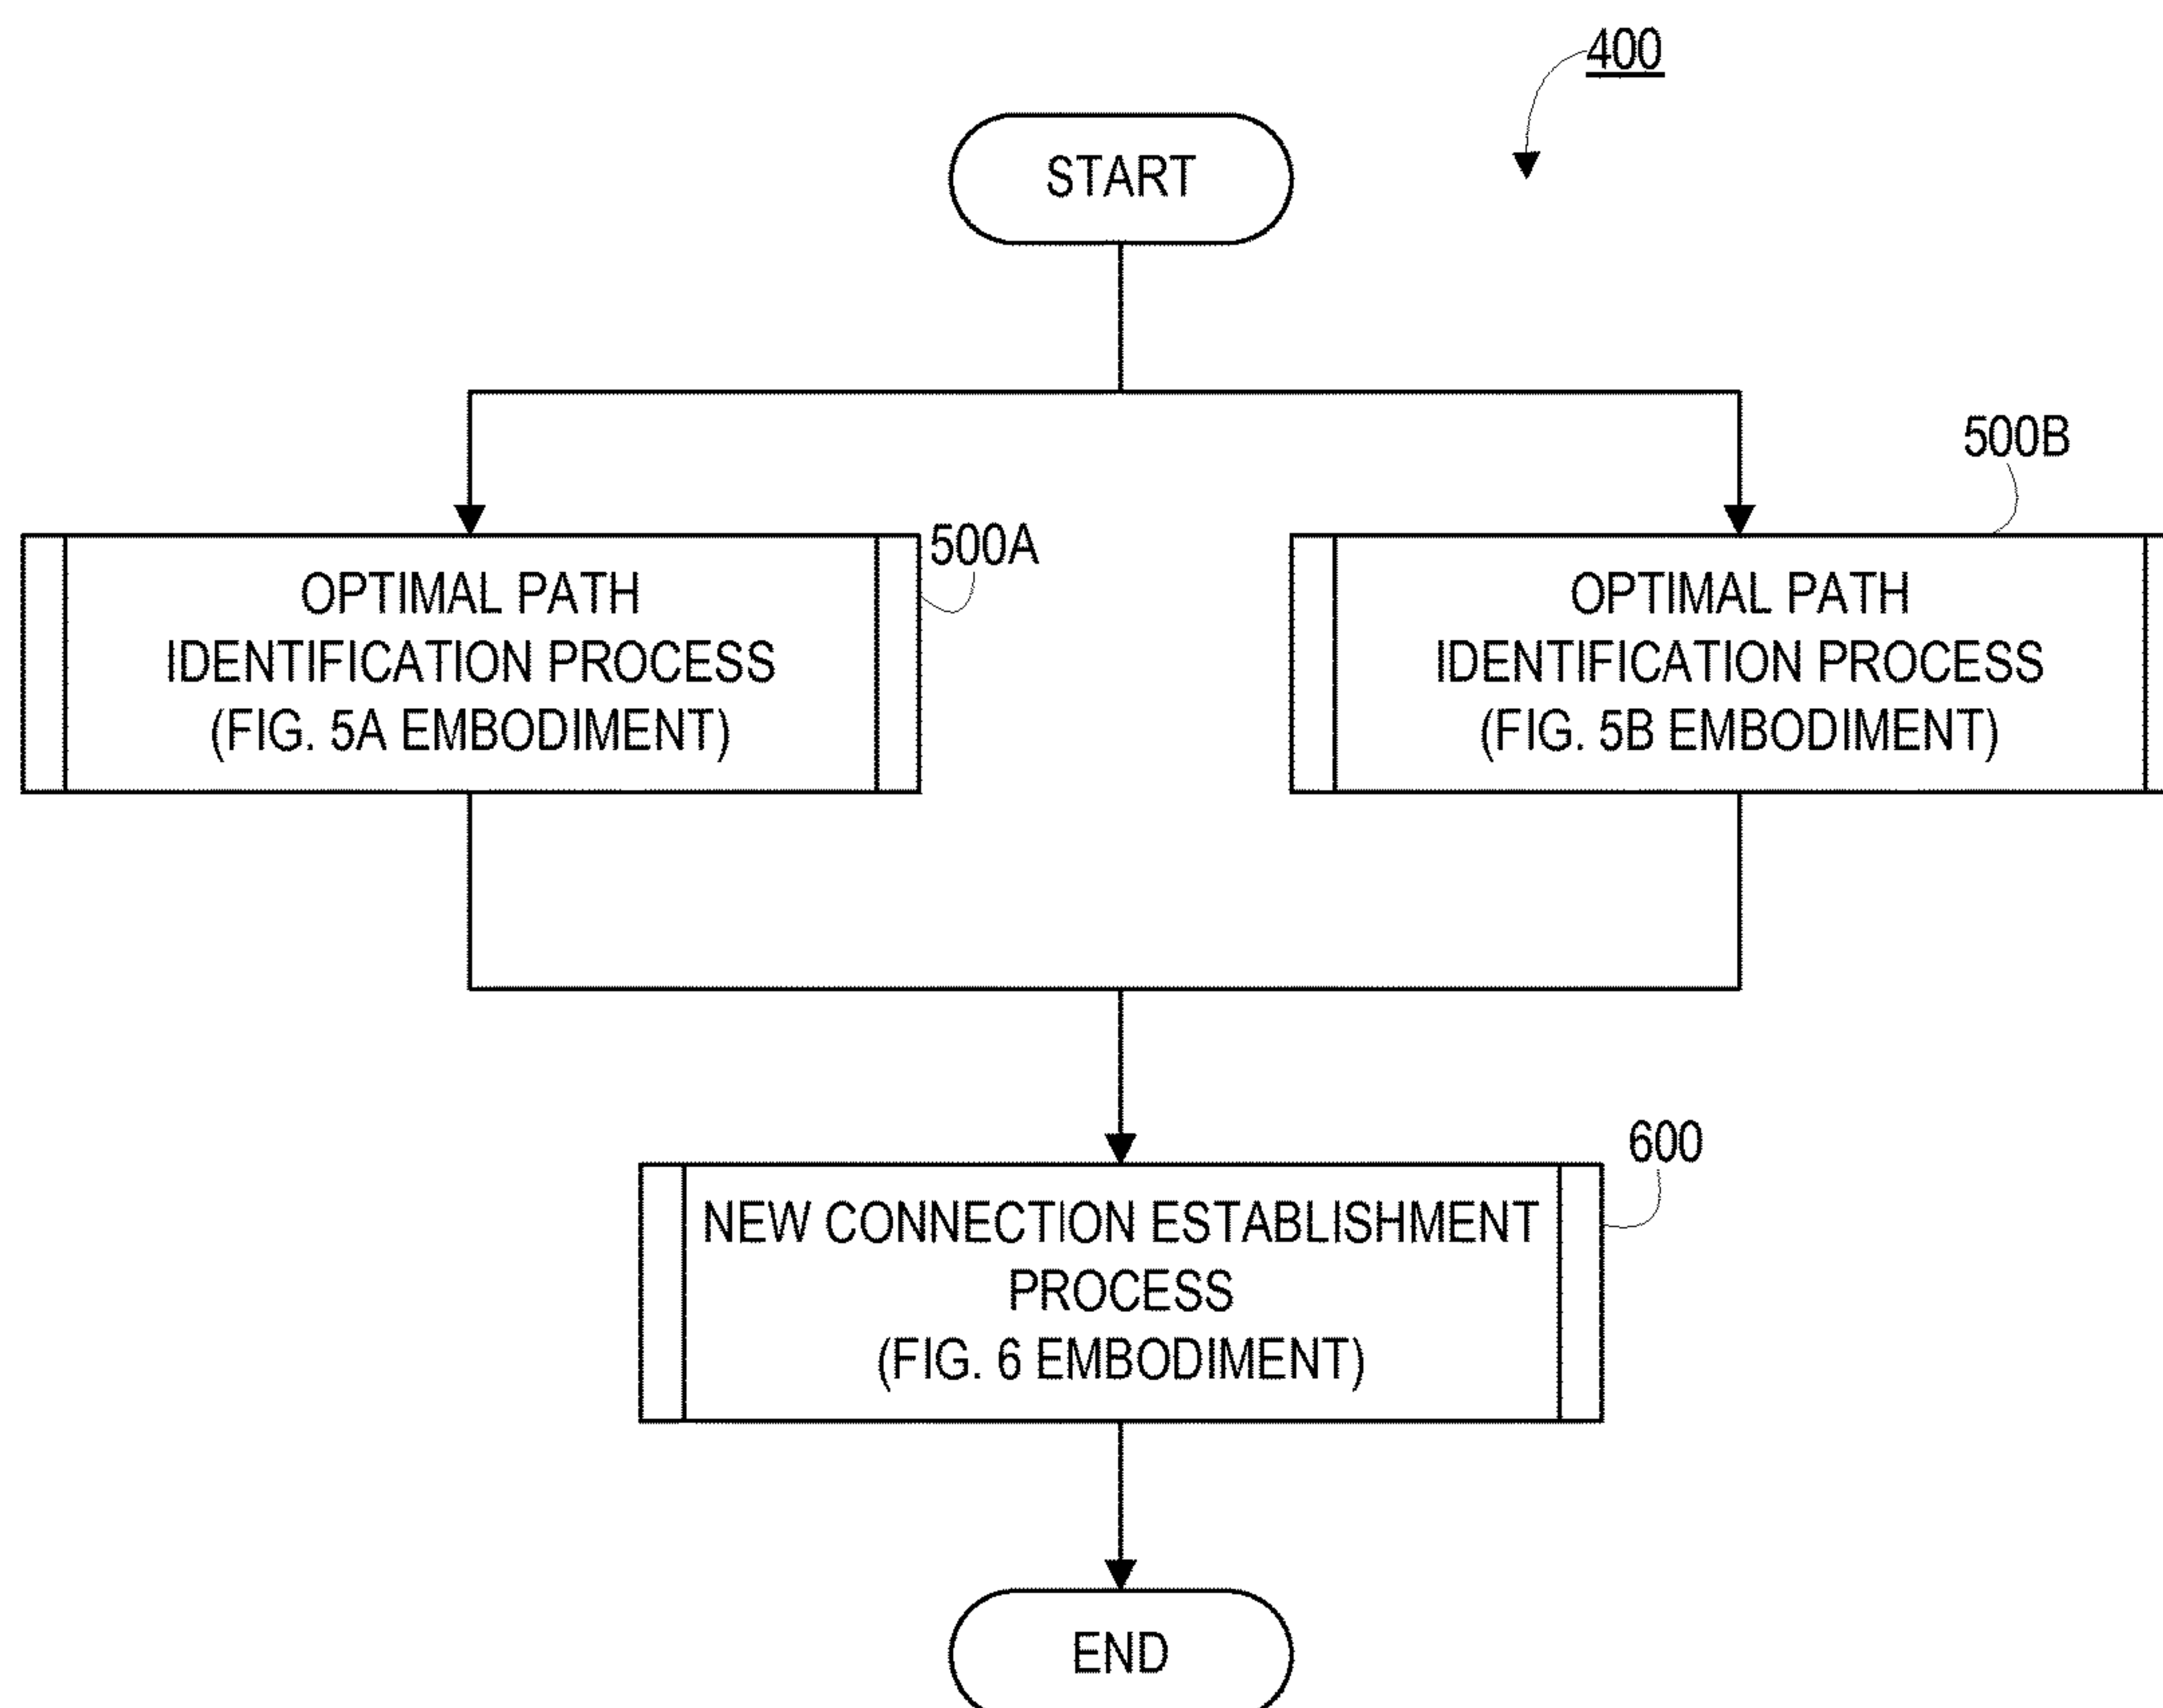 400
START
500B
500A
OPTIMAL PATH
IDENTIFICATION PROCESS
(FIG. 5A EMBODIMENT)
OPTIMAL PATH
IDENTIFICATION PROCESS
(FIG. 5B EMBODIMENT)
600
NEW CONNECTION ESTABLISHMENT
PROCESS
(FIG. 6 EMBODIMENT)
END